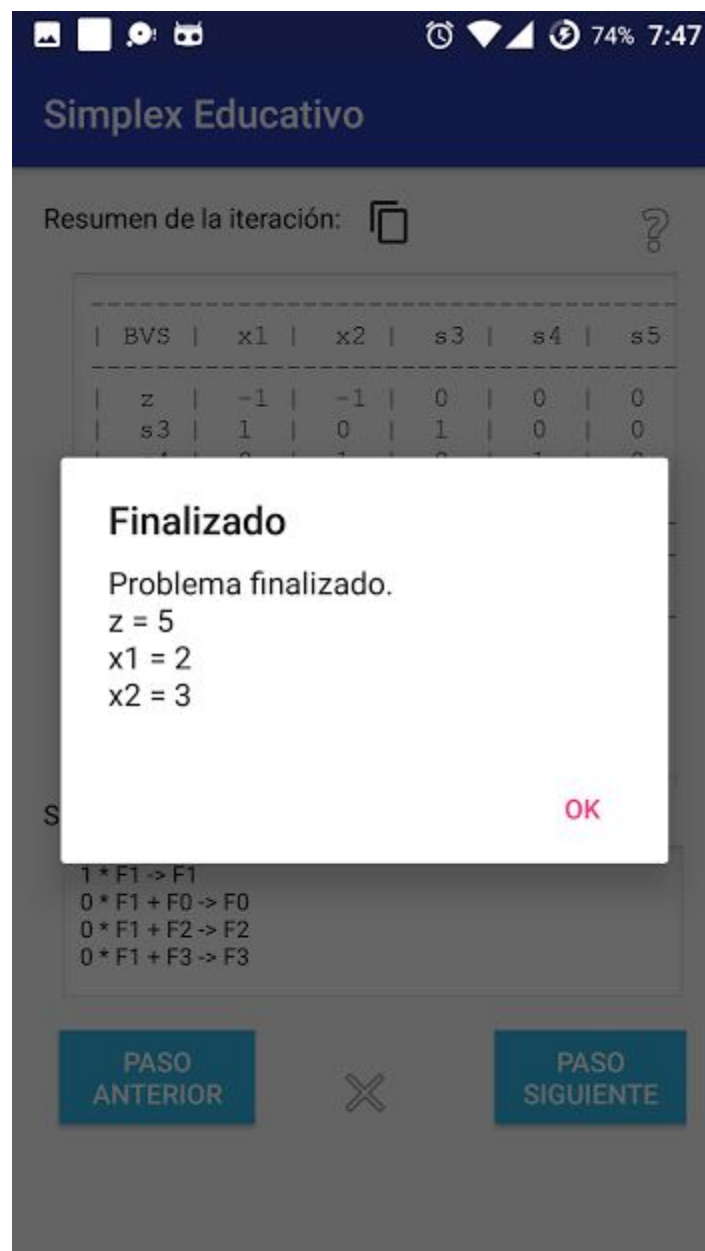 74% 7:47
Simplex Educativo
Resumen de la iteración:
| BVS | x1 | x2 | s3 | s4 | s5
| z | -1 | -1 | 0 | 0 | 0
| s3 | 1 | 0 | 1 | 0 | 0
Finalizado
Problema finalizado.
z = 5
x1 = 2
x2 = 3
OK
S
1 * F1 -> F1
0 * F1 + F0 -> F0
0 * F1 + F2 -> F2
0 * F1 + F3 -> F3
PASO
ANTERIOR
PASO
SIGUIENTE